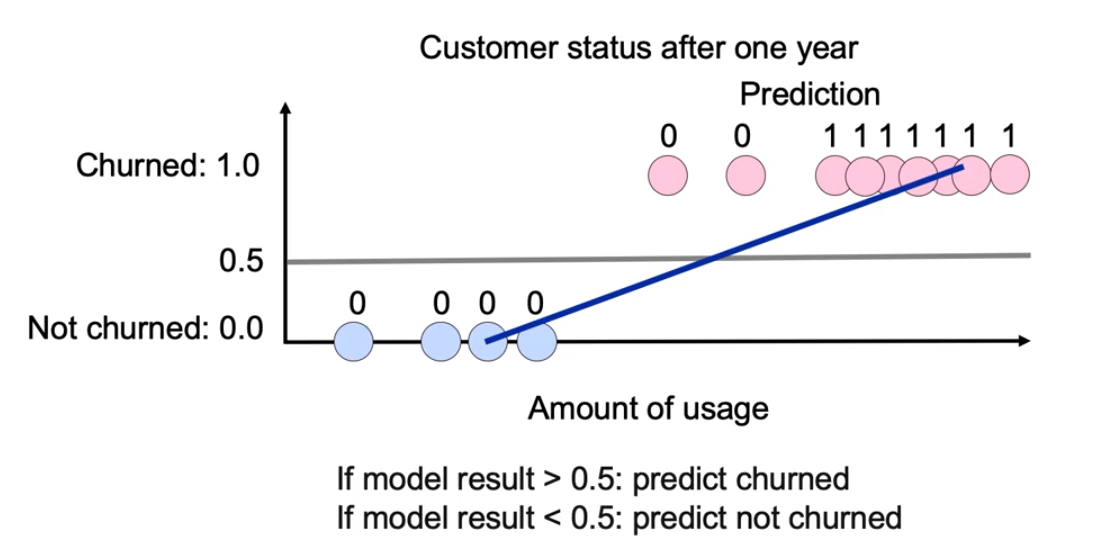 Customer status after one year
Prediction
0 0 1 1 1 1 1 1 1
Churned: 1.0
0.5
0 0 0 0
Not churned: 0.0
Amount of usage
If model result > 0.5: predict churned
If model result < 0.5: predict not churned